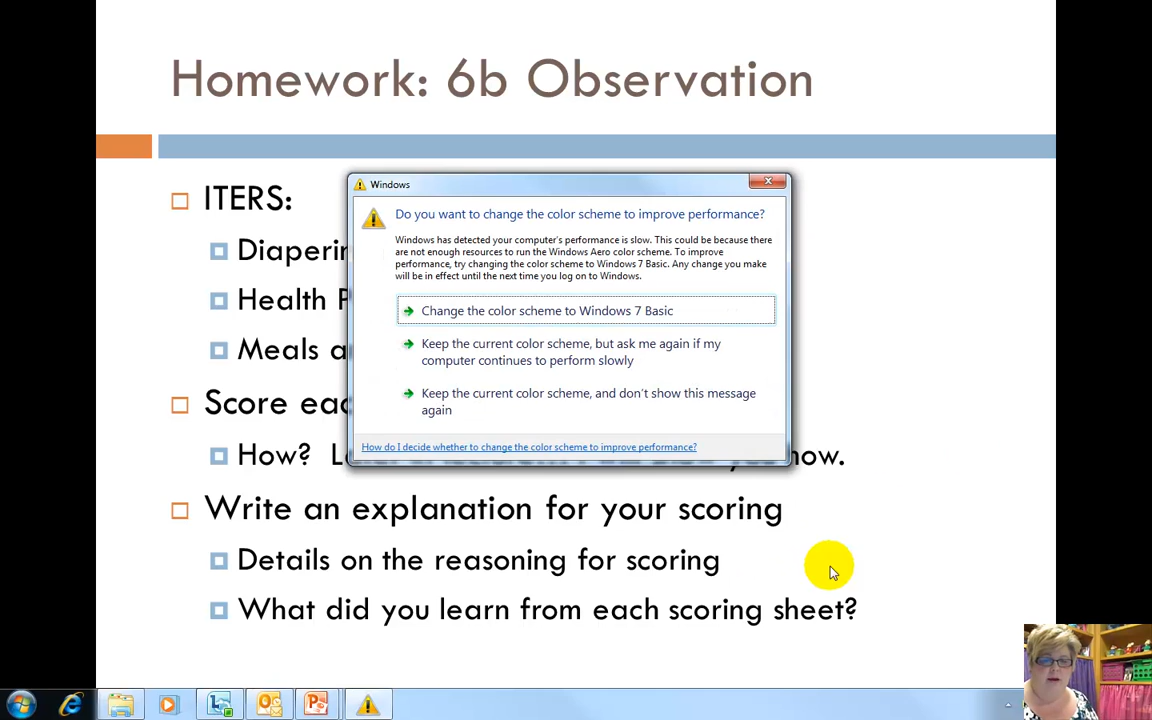 Homework: 6b Observation
ITERS:
Windows
Do you want to change the color scheme to improve performance?
Diaperin
Windows has detected your computer's performance is slow. This could be because there
are not enough resources to run the Windows Aero color scheme. To improve
performance, try changing the color scheme to Windows 7 Basic. Any change you make
will be in effect until the next time you log on to Windows.
Health P
Change the color scheme to Windows 7 Basic
Meals a
Keep the current color scheme, but ask me again if my
computer continues to perform slowly
Score eac
Keep the current color scheme, and don't show this message
again
How do I decide whether to change the color scheme to improve performance?
How? how.
Write an explanation for your scoring
Details on the reasoning for scoring
What did you learn from each scoring sheet?